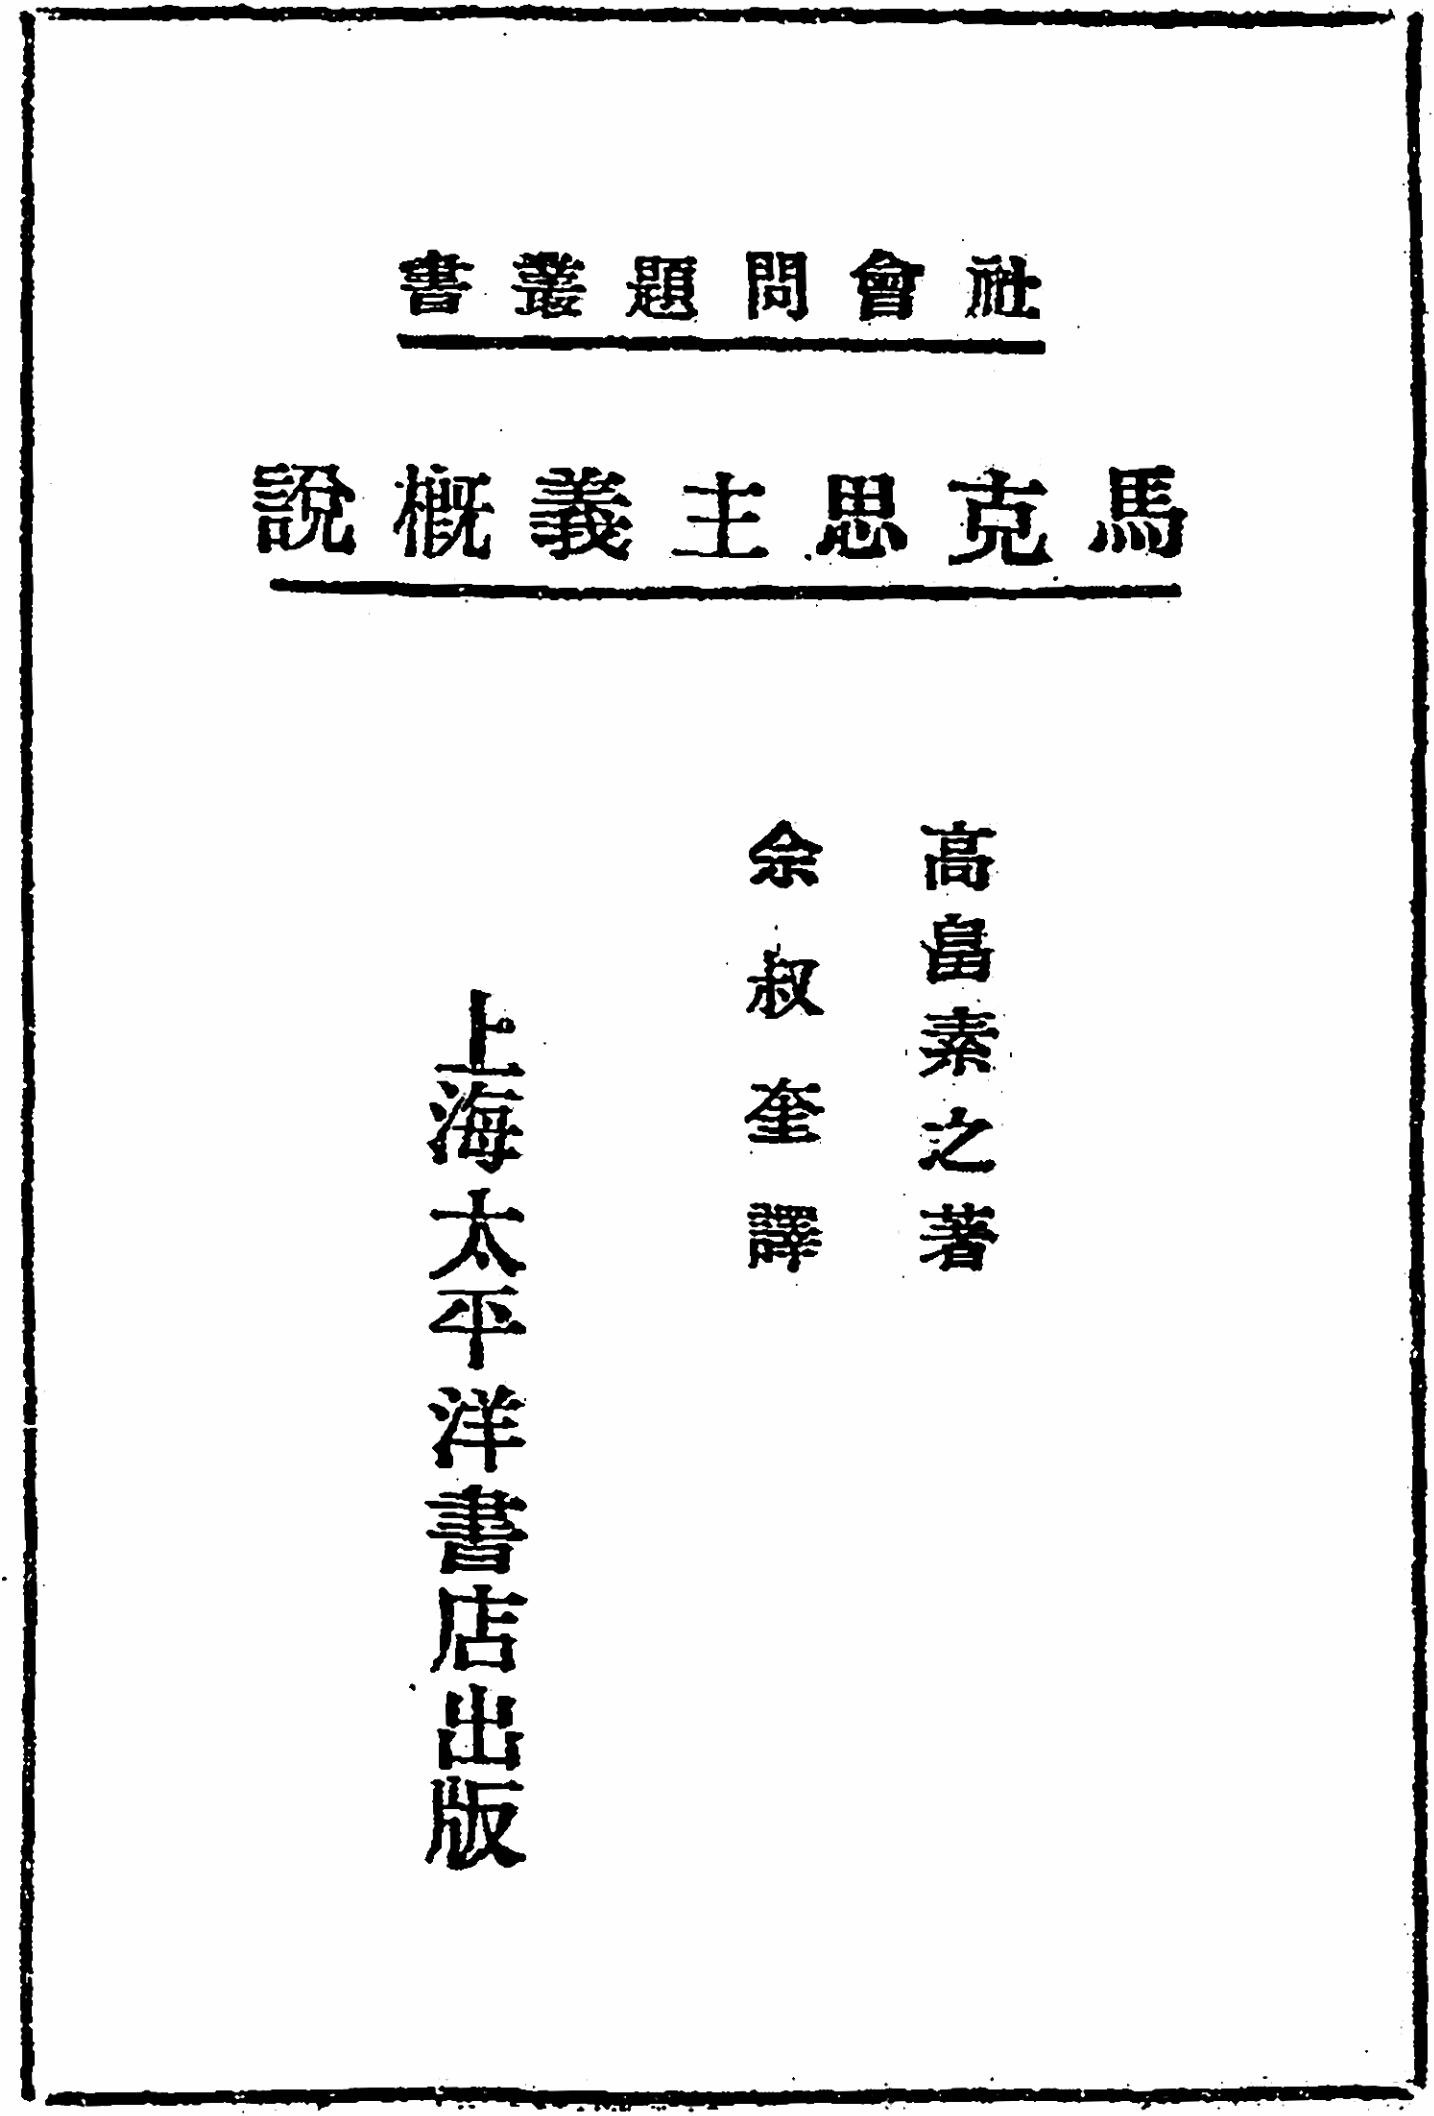 社會問題叢書
馬克思主義概說
高畠素之著
余叔奎譯
上海太平洋書店出版